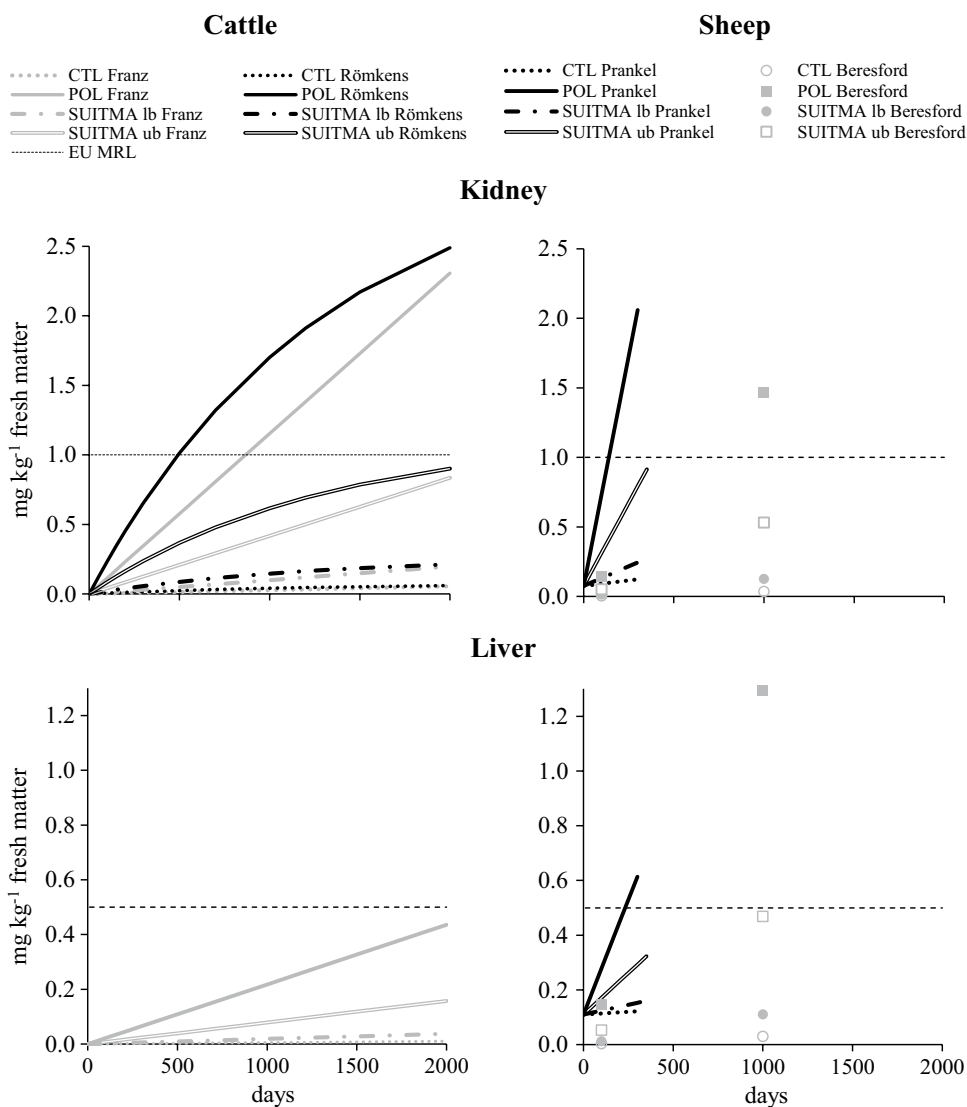 Cattle
Sheep
CTL Franz
CTL Römkens
POL Franz
POL Römkens
SUITMA lb Franz
SUITMA lb Römkens
SUITMA ub Franz
SUITMA ub Römkens
EU MRL
CTL Prankel
CTL Beresford
POL Prankel
POL Beresford
SUITMA lb Prankel
SUITMA lb Beresford
SUITMA ub Prankel
SUITMA ub Beresford
Kidney
mg kg⁻¹ fresh matter
2.5
2.0
1.5
1.0
0.5
0.0
2.5
2.0
1.5
1.0
0.5
0.0
0
500
1000
1500
2000
Liver
mg kg⁻¹ fresh matter
1.2
1.0
0.8
0.6
0.4
0.2
0.0
0
500
1000
1500
2000
days
1.2
1.0
0.8
0.6
0.4
0.2
0.0
0
500
1000
1500
2000
days